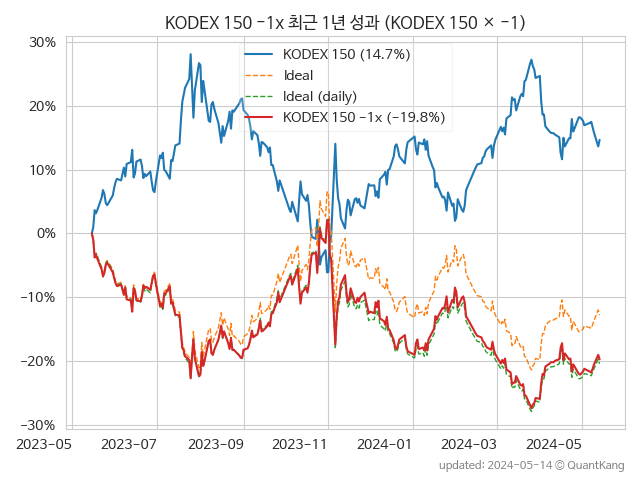 KODEX 150 -1x 최근 1년 성과 (KODEX 150 × -1)
30%
20%
10%
0%
−10%
−20%
−30%
KODEX 150 (14.7%)
Ideal
Ideal (daily)
KODEX 150 -1x (-19.8%)
2023-05
2023-07
2023-09
2023-11
2024-01
2024-03
2024-05
updated: 2024-05-14 © QuantKang